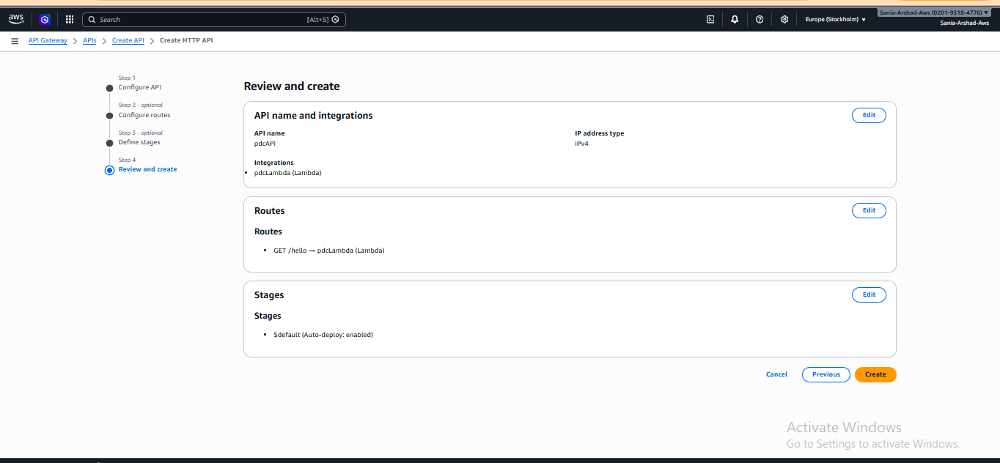 aws
Search
[Alt+S]
Europe (Stockholm)
Sania-Arshad-Aws (0201-9518-4776)
Sania-Arshad-Aws
API Gateway
APIs
Create API
Create HTTP API
Step 1
Configure API
Step 2 - optional
Configure routes
Step 3 - optional
Define stages
Step 4
Review and create
Review and create
API name and integrations
Edit
API name
IP address type
pdcAPI
IPv4
Integrations
• pdcLambda (Lambda)
Routes
Edit
Routes
• GET /hello → pdcLambda (Lambda)
Stages
Edit
Stages
• $default (Auto-deploy: enabled)
Cancel
Previous
Create
Activate Windows
Go to Settings to activate Windows.